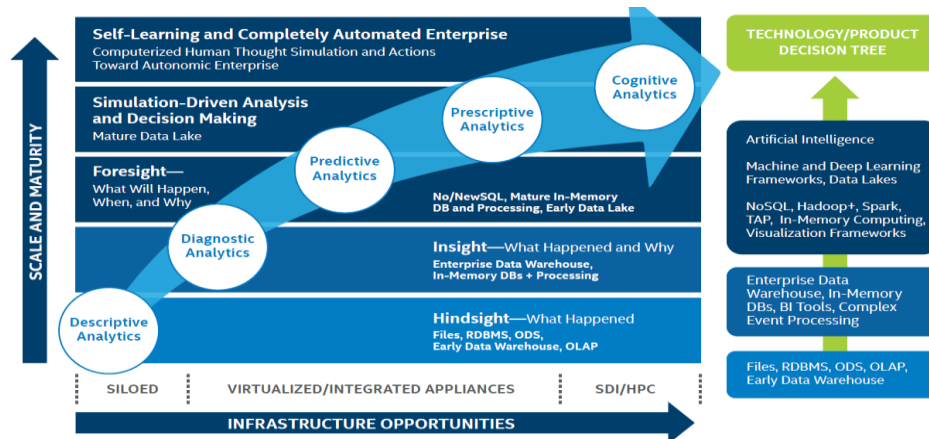 Self-Learning and Completely Automated Enterprise
Computerized Human Thought Simulation and Actions
Toward Autonomic Enterprise
Cognitive
Analytics
Simulation-Driven Analysis
and Decision Making
Mature Data Lake
Prescriptive
Analytics
Predictive
Analytics
Foresight—
What Will Happen,
When, and Why
No/NewSQL, Mature In-Memory
DB and Processing, Early Data Lake
Diagnostic
Analytics
Insight—What Happened and Why
Enterprise Data Warehouse,
In-Memory DBs + Processing
Descriptive
Analytics
Hindsight—What Happened
Files, RDBMS, ODS,
Early Data Warehouse, OLAP
SCALE AND MATURITY
SILOED
VIRTUALIZED/INTEGRATED APPLIANCES
SDI/HPC
INFRASTRUCTURE OPPORTUNITIES
TECHNOLOGY/PRODUCT
DECISION TREE
Artificial Intelligence
Machine and Deep Learning
Frameworks, Data Lakes
NoSQL, Hadoop+, Spark,
TAP, In-Memory Computing,
Visualization Frameworks
Enterprise Data
Warehouse, In-Memory
DBs, BI Tools, Complex
Event Processing
Files, RDBMS, ODS, OLAP,
Early Data Warehouse